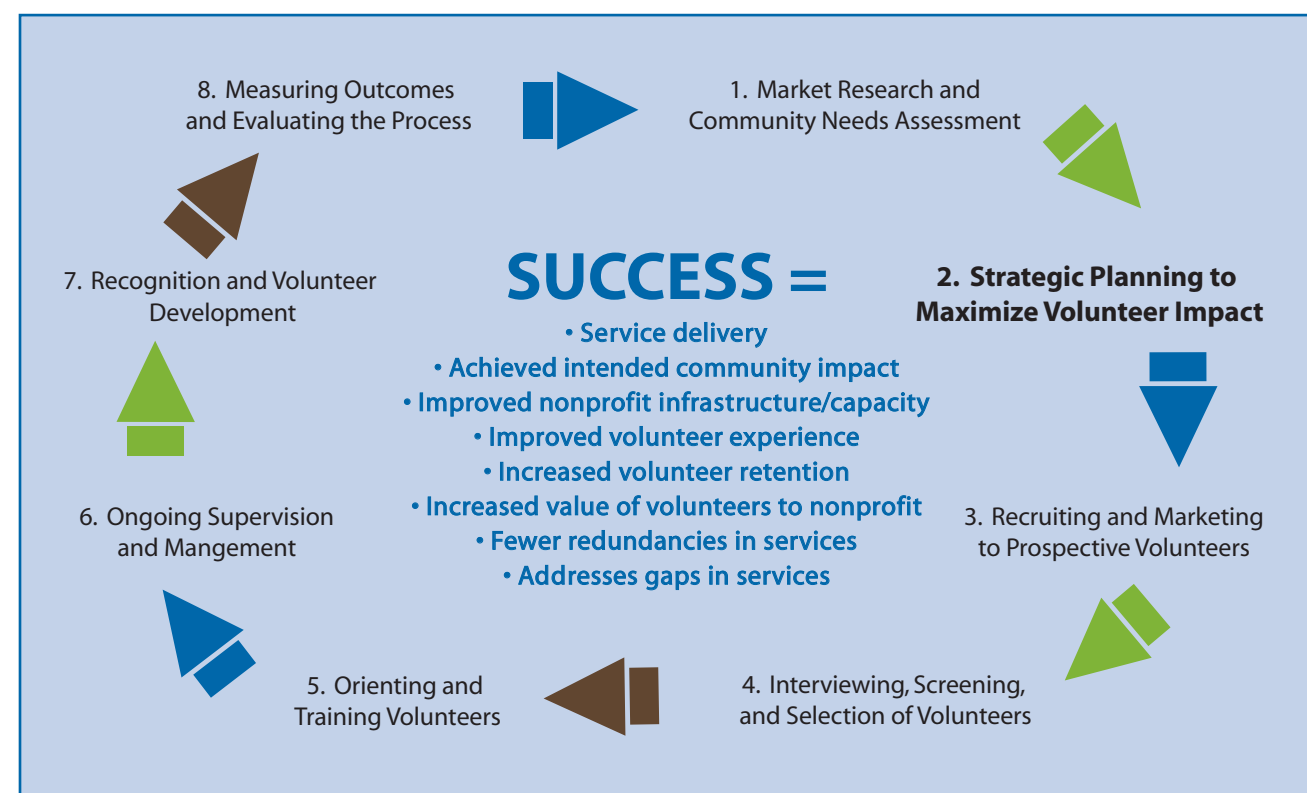 8. Measuring Outcomes
and Evaluating the Process
1. Market Research and
Community Needs Assessment
2. Strategic Planning to
Maximize Volunteer Impact
3. Recruiting and Marketing
to Prospective Volunteers
4. Interviewing, Screening,
and Selection of Volunteers
5. Orienting and
Training Volunteers
6. Ongoing Supervision
and Mangement
7. Recognition and Volunteer
Development
SUCCESS =
• Service delivery
• Achieved intended community impact
• Improved nonprofit infrastructure/capacity
• Improved volunteer experience
• Increased volunteer retention
• Increased value of volunteers to nonprofit
• Fewer redundancies in services
• Addresses gaps in services